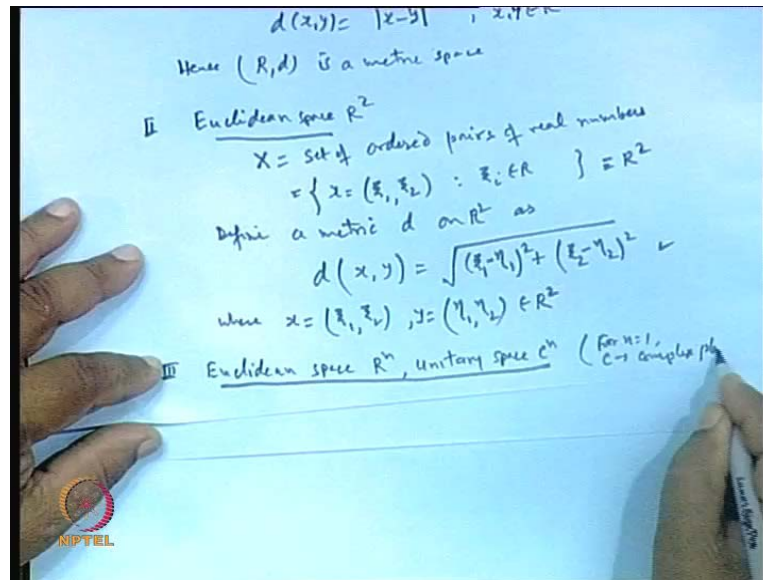 d(x,y) = |x-y| , x,y ∈ R
Hence (R,d) is a metric space
II Euclidean space R²
X = Set of ordered pairs of real numbers
= { x = (ξ₁, ξ₂) : ξᵢ ∈ R } ≡ R²
Define a metric d on R² as
d(x,y) = √((ξ₁-η₁)² + (ξ₂-η₂)²) ✓
where x = (ξ₁, ξ₂), y = (η₁, η₂) ∈ R²
III Euclidean space Rⁿ, Unitary space Cⁿ (For n=1,
C → complex pl
NPTEL